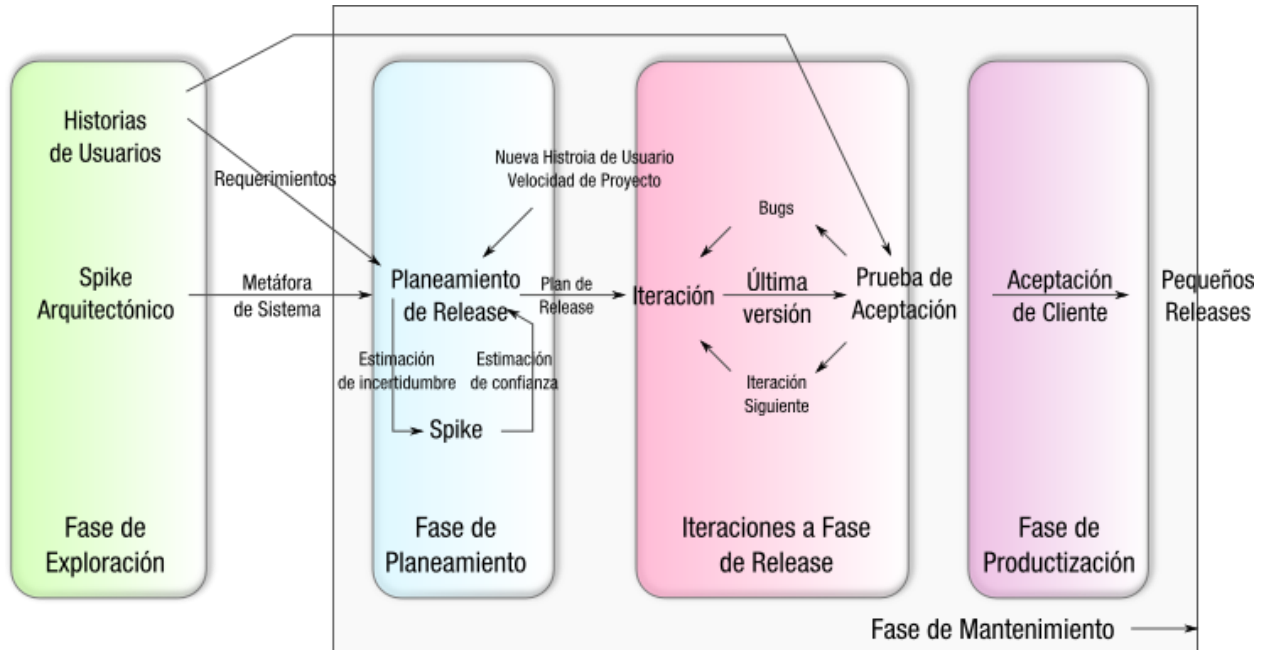 Historias
de Usuarios
Requerimientos
Spike
Arquitectónico
Metáfora
de Sistema
Fase de
Exploración
Nueva Histroia de Usuario
Velocidad de Proyecto
Planeamiento
de Release
Plan de
Release
Estimación
de incertidumbre
Estimación
de confianza
Spike
Fase de
Planeamiento
Bugs
Iteración
Última
versión
Prueba de
Aceptación
Iteración
Siguiente
Iteraciones a Fase
de Release
Aceptación
de Cliente
Fase de
Productización
Pequeños
Releases
Fase de Mantenimiento